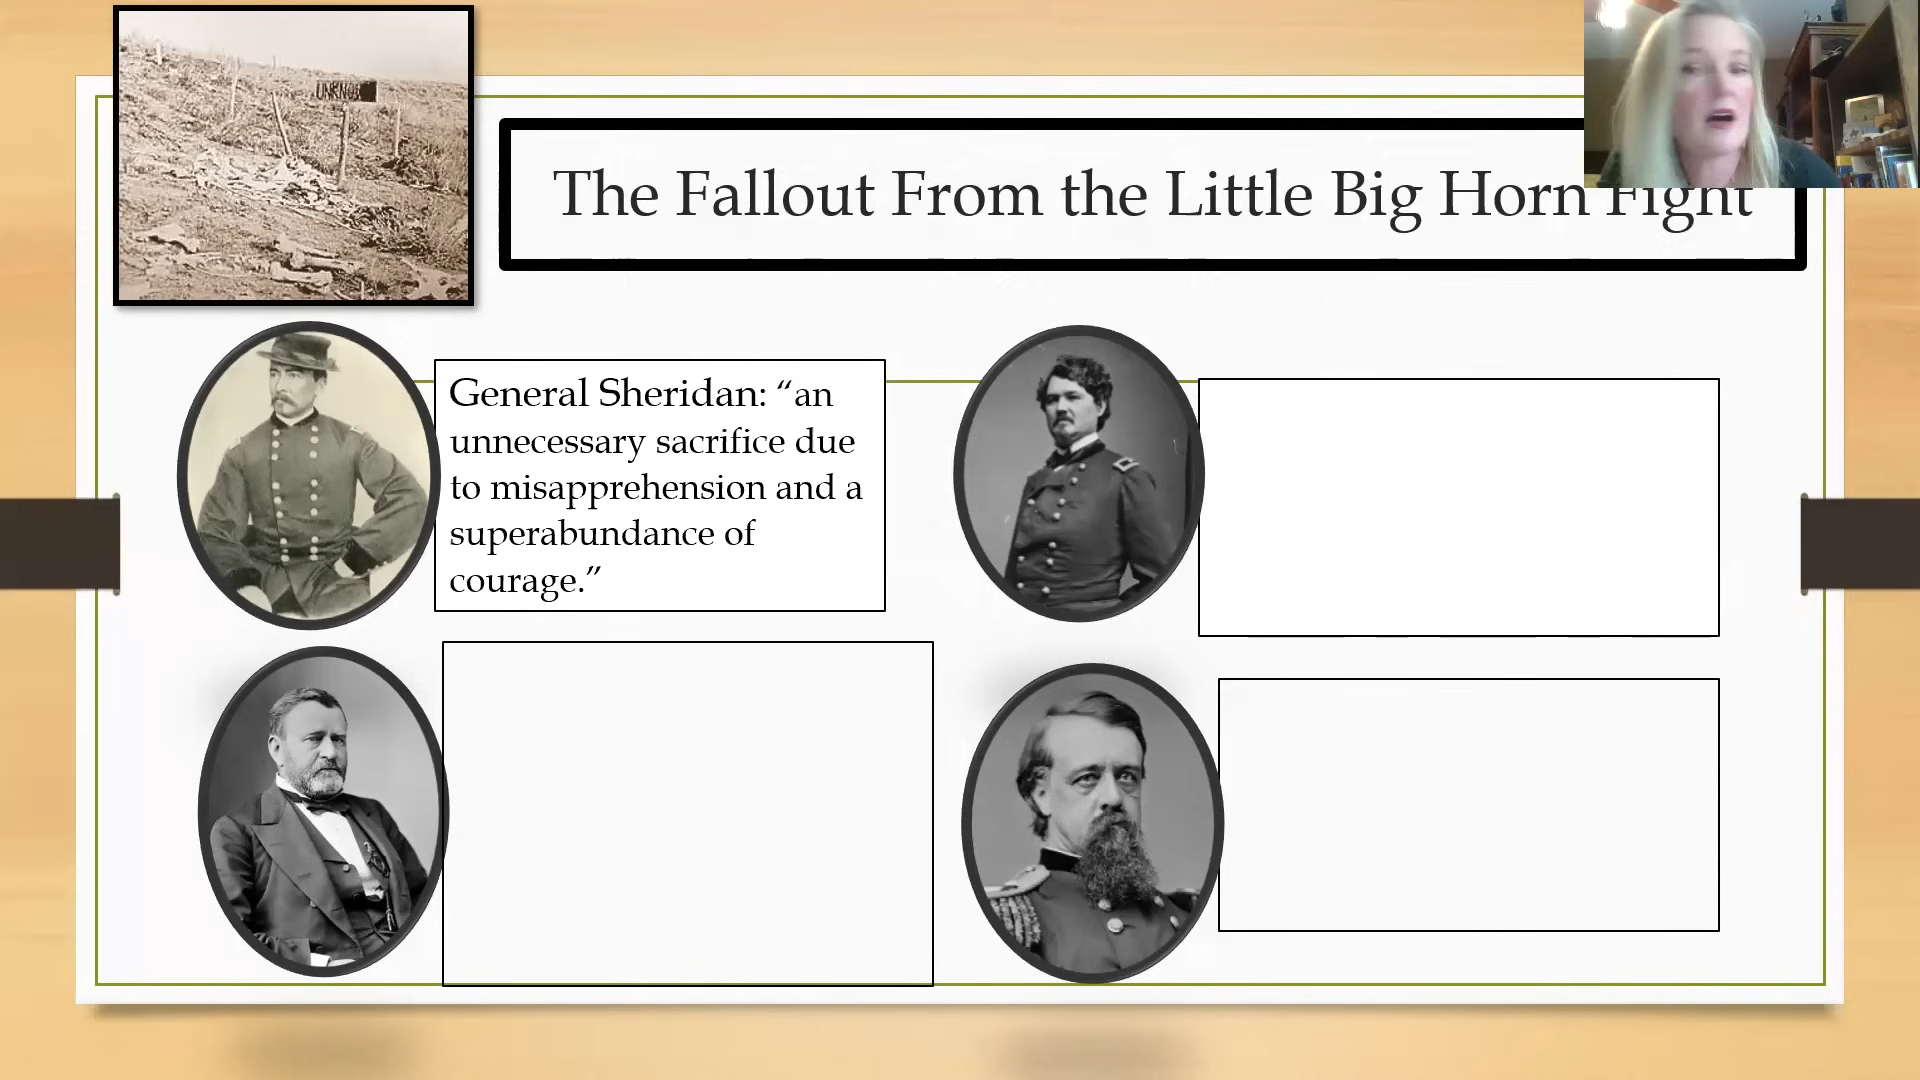 The Fallout From the Little Big Horn Fight
General Sheridan: “an
unnecessary sacrifice due
to misapprehension and a
superabundance of
courage.”